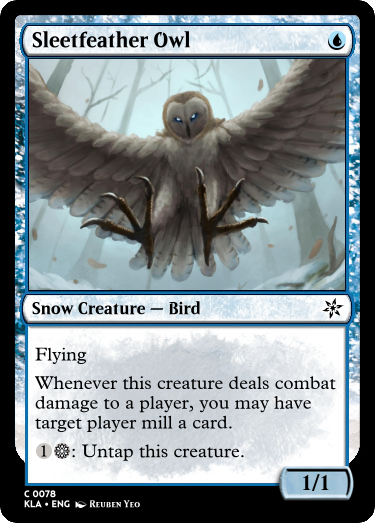 Sleetfeather Owl
Snow Creature — Bird
Flying
Whenever this creature deals combat
damage to a player, you may have
target player mill a card.
1 : Untap this creature.
1/1
C 0078
KLA • ENG Reuben Yeo